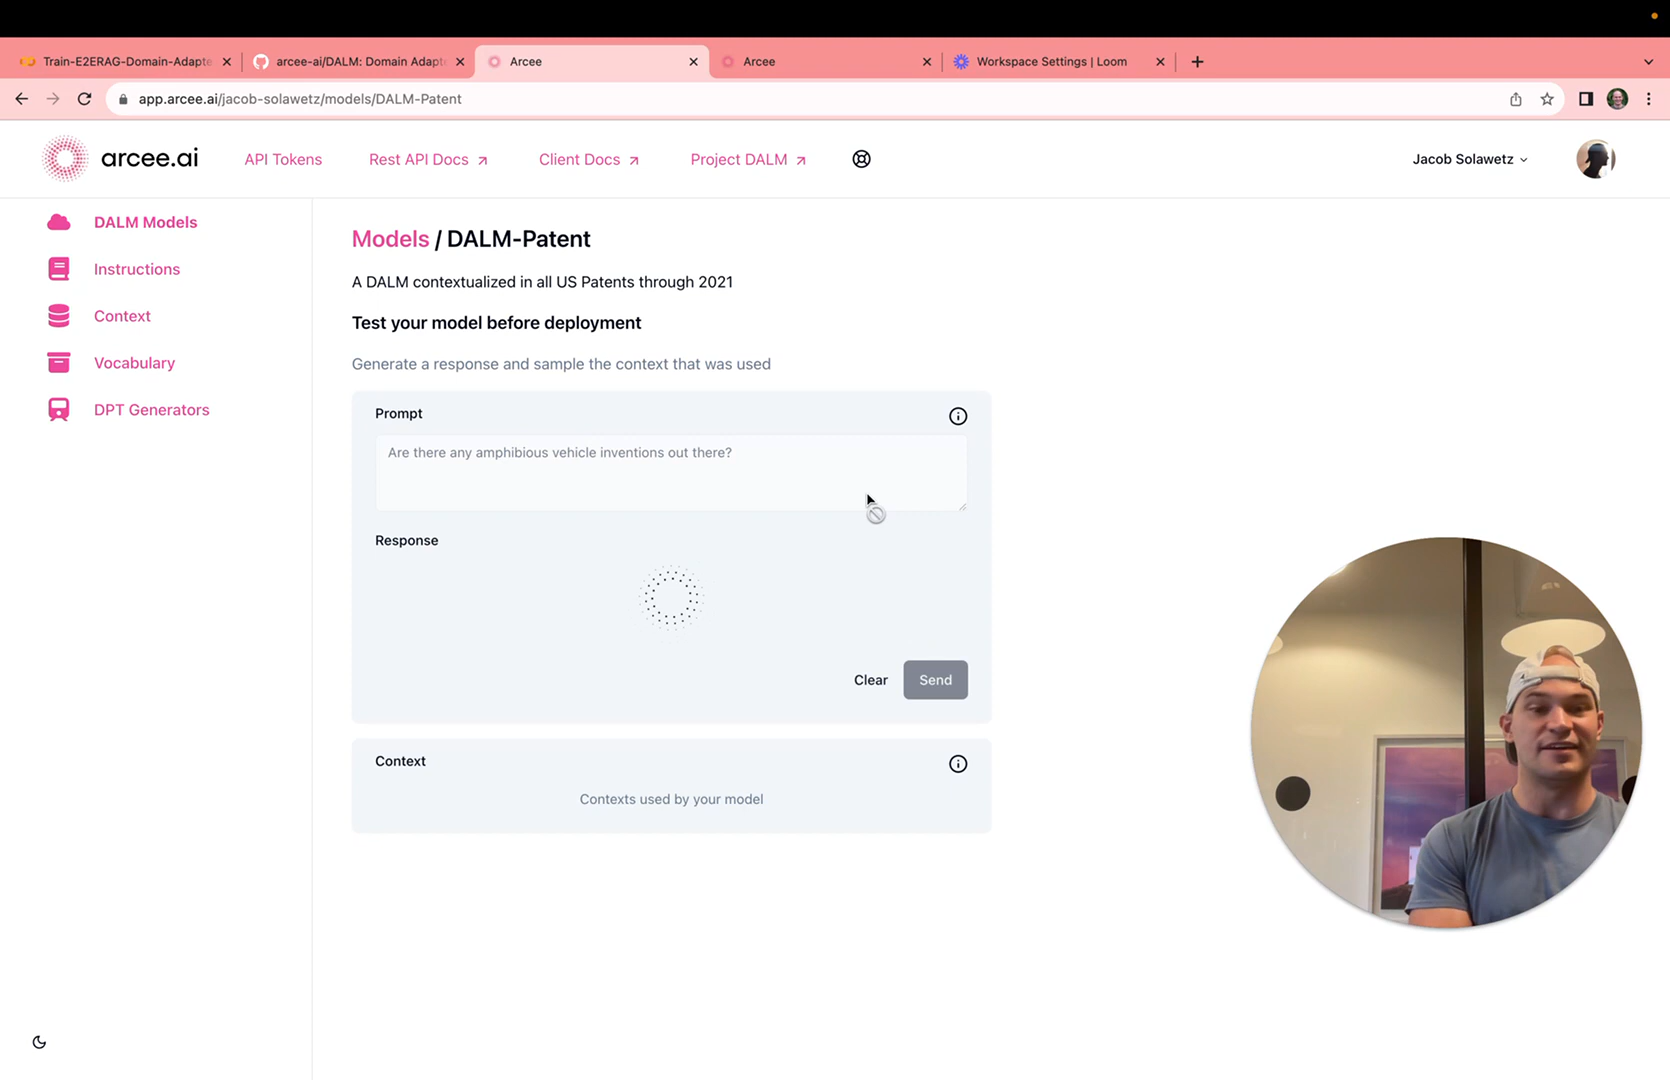 Train-E2ERAG-Domain-Adapte
arcee-ai/DALM: Domain Adapt
Arcee
Arcee
Workspace Settings | Loom
app.arcee.ai/jacob-solawetz/models/DALM-Patent
arcee.ai
API Tokens
Rest API Docs
Client Docs
Project DALM
Jacob Solawetz
DALM Models
Instructions
Context
Vocabulary
DPT Generators
Models / DALM-Patent
A DALM contextualized in all US Patents through 2021
Test your model before deployment
Generate a response and sample the context that was used
Prompt
Are there any amphibious vehicle inventions out there?
Response
Clear
Send
Context
Contexts used by your model